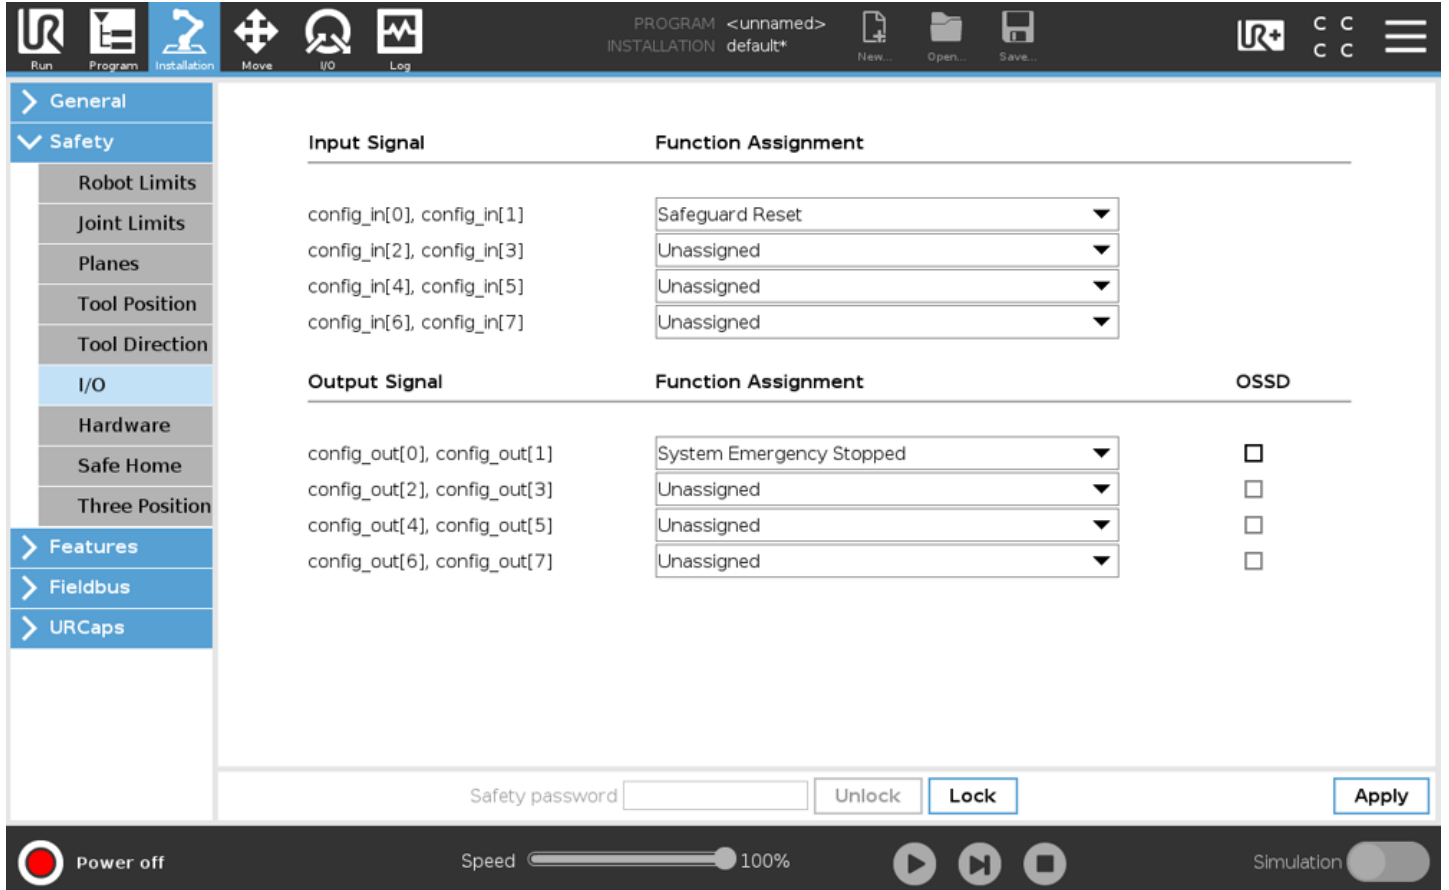 UR
Run
Program
Installation
Move
I/O
Log
PROGRAM <unnamed>
INSTALLATION default*
New...
Open...
Save...
UR+
C C
C C
General
Safety
Robot Limits
Joint Limits
Planes
Tool Position
Tool Direction
I/O
Hardware
Safe Home
Three Position
Features
Fieldbus
URCaps
Input Signal Function Assignment
config_in[0], config_in[1] Safeguard Reset
config_in[2], config_in[3] Unassigned
config_in[4], config_in[5] Unassigned
config_in[6], config_in[7] Unassigned
Output Signal Function Assignment OSSD
config_out[0], config_out[1] System Emergency Stopped
config_out[2], config_out[3] Unassigned
config_out[4], config_out[5] Unassigned
config_out[6], config_out[7] Unassigned
Safety password Unlock Lock Apply
Power off Speed 100% Simulation